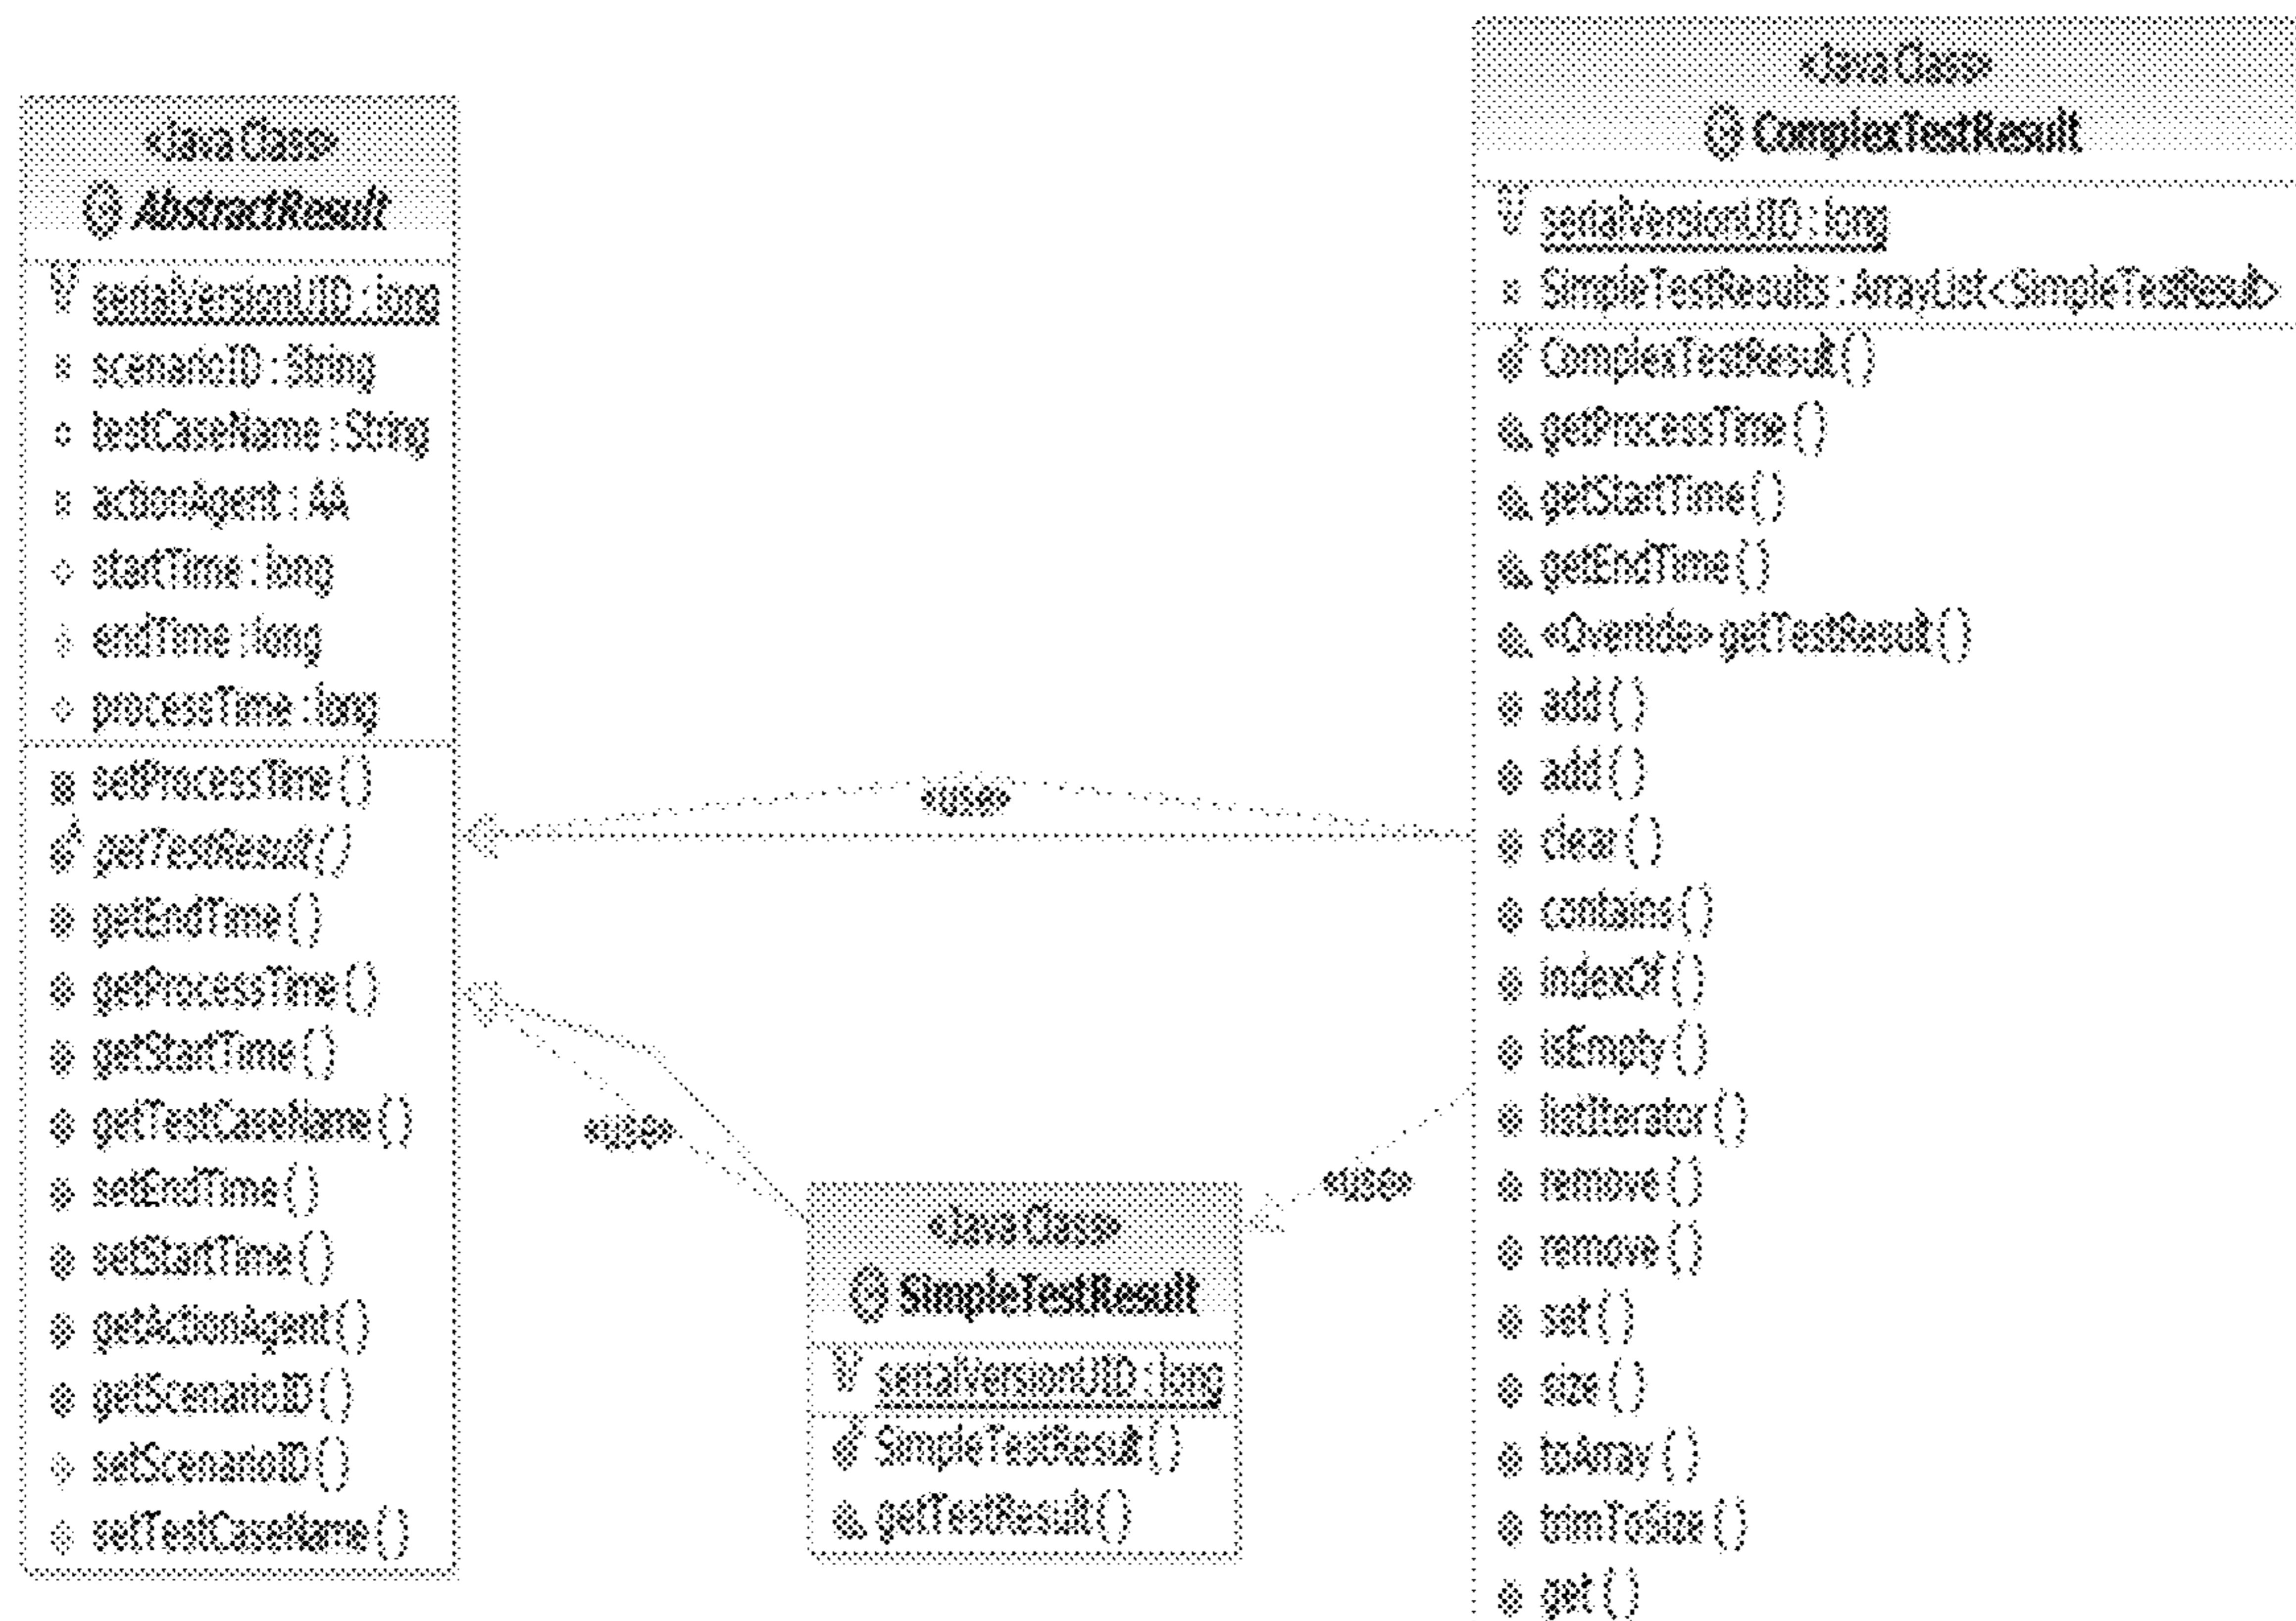 <Java Class>
AbstractResult
serialVersionUID : long
scenarioID : String
testCaseName : String
actionAgent : AA
startTime : long
endTime : long
processTime : long
setProcessTime ()
getTestResult ()
getEndTime ()
getProcessTime ()
getStartTime ()
getTestCaseName ()
setEndTime ()
setStartTime ()
getActionAgent ()
getScenarioID ()
setScenarioID ()
setTestCaseName ()
<use>
<use>
<Java Class>
SimpleTestResult
serialVersionUID : long
SimpleTestResult ()
getTestResult ()
<use>
<Java Class>
ComplexTestResult
serialVersionUID : long
SimpleTestResults : ArrayList<SimpleTestResult>
ComplexTestResult ()
getProcessTime ()
getStartTime ()
getEndTime ()
<Override> getTestResult ()
add ()
add ()
clear ()
contains ()
indexOf ()
isEmpty ()
listIterator ()
remove ()
remove ()
set ()
size ()
toArray ()
trimToSize ()
get ()